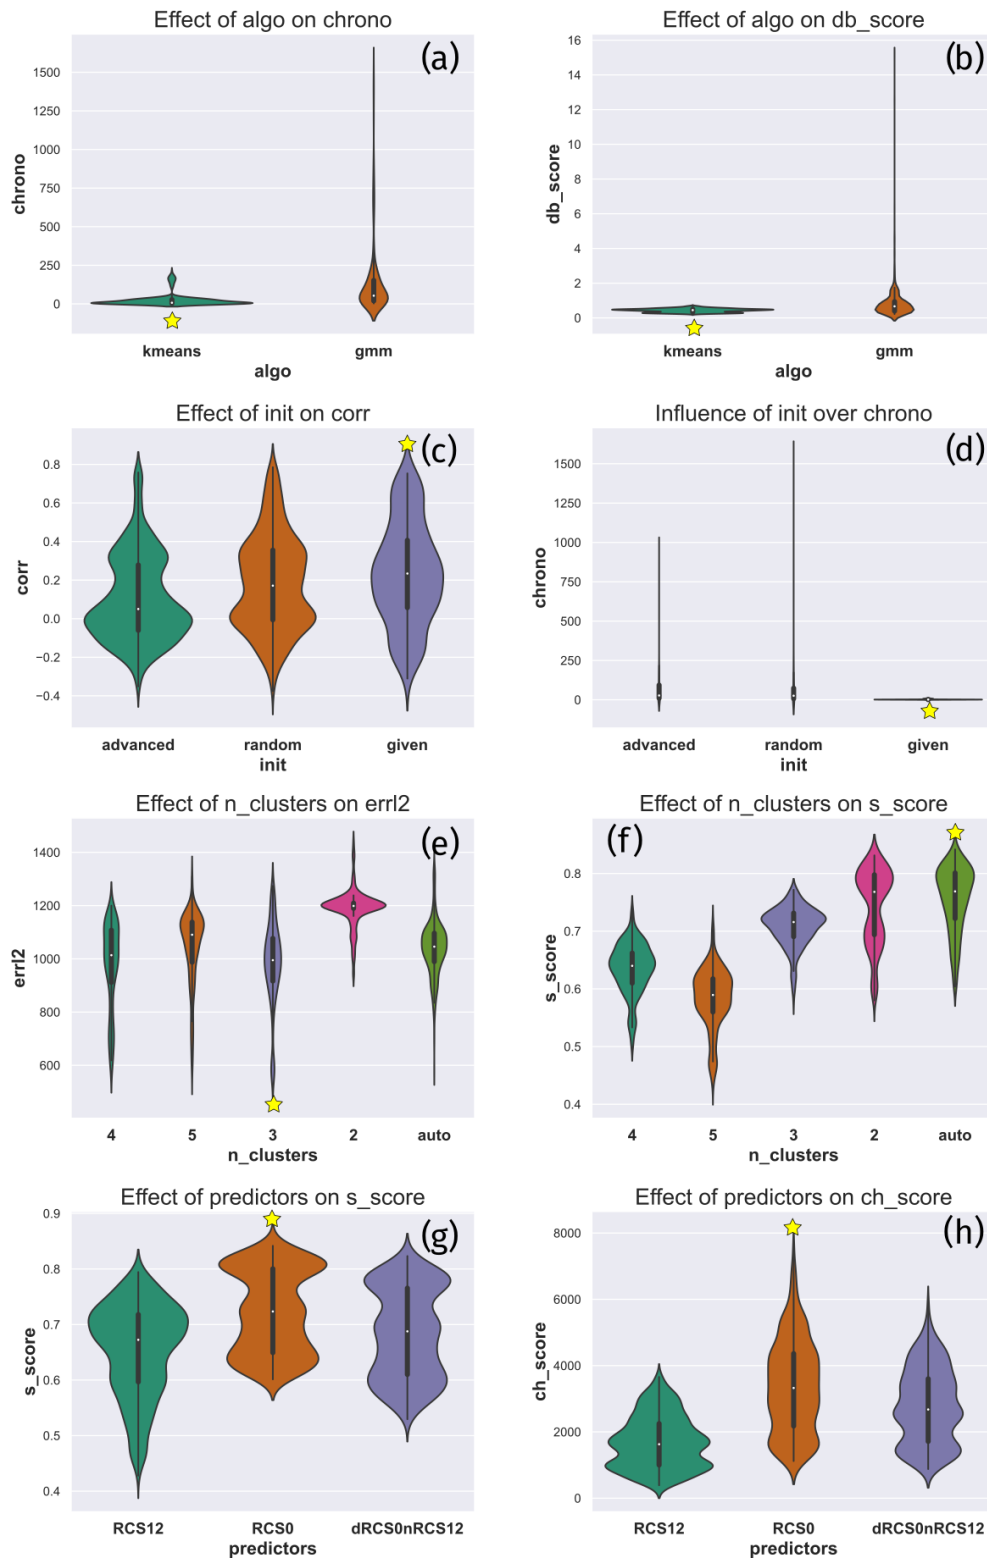 Effect of algo on chrono
(a)
chrono
1500
1250
1000
750
500
250
0
kmeans gmm
algo
Effect of algo on db_score
(b)
db_score
16
14
12
10
8
6
4
2
0
kmeans gmm
algo
Effect of init on corr
(c)
corr
0.8
0.6
0.4
0.2
0.0
−0.2
−0.4
advanced random given
init
Influence of init over chrono
(d)
chrono
1500
1250
1000
750
500
250
0
advanced random given
init
Effect of n_clusters on errl2
(e)
errl2
1400
1200
1000
800
600
4 5 3 2 auto
n_clusters
Effect of n_clusters on s_score
(f)
s_score
0.8
0.7
0.6
0.5
0.4
4 5 3 2 auto
n_clusters
Effect of predictors on s_score
(g)
s_score
0.9
0.8
0.7
0.6
0.5
0.4
RCS12 RCS0 dRCS0nRCS12
predictors
Effect of predictors on ch_score
(h)
ch_score
8000
6000
4000
2000
0
RCS12 RCS0 dRCS0nRCS12
predictors